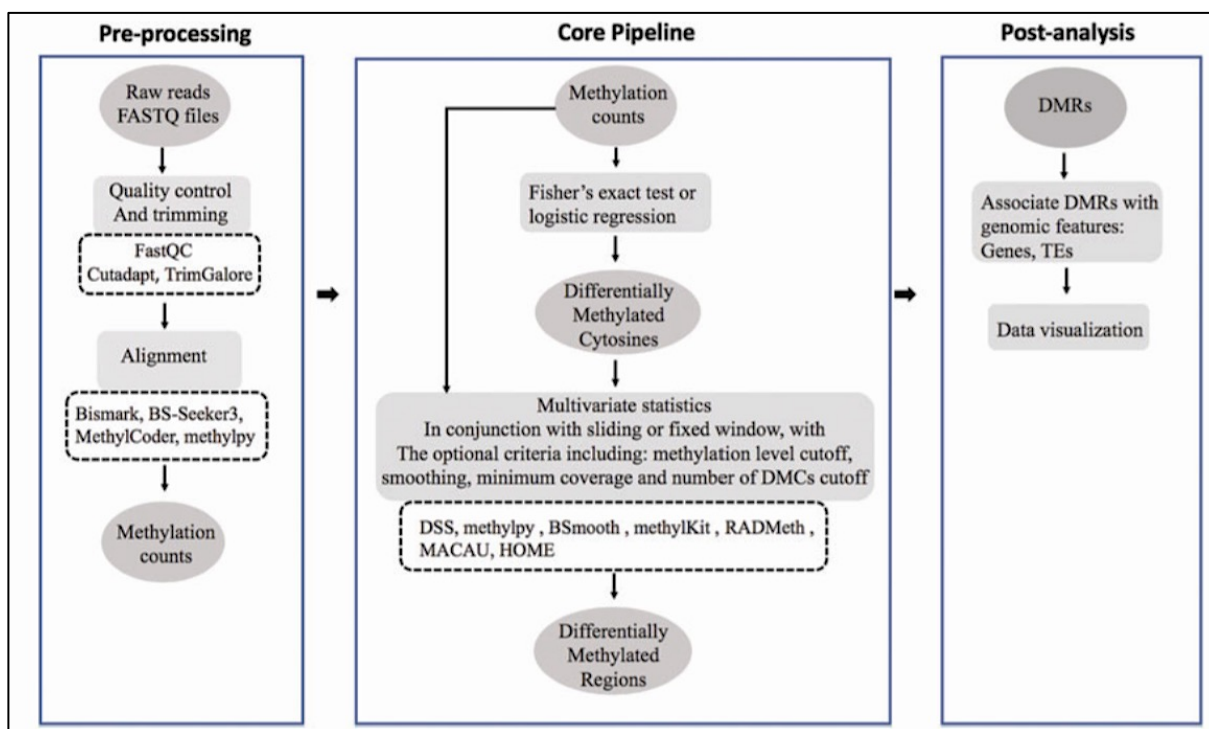 Pre-processing
Raw reads
FASTQ files
Quality control
And trimming
FastQC
Cutadapt, TrimGalore
Alignment
Bismark, BS-Seeker3,
MethylCoder, methylpy
Methylation
counts
Core Pipeline
Methylation
counts
Fisher's exact test or
logistic regression
Differentially
Methylated
Cytosines
Multivariate statistics
In conjunction with sliding or fixed window, with
The optional criteria including: methylation level cutoff,
smoothing, minimum coverage and number of DMCs cutoff
DSS, methylpy , BSmooth , methylKit , RADMeth ,
MACAU, HOME
Differentially
Methylated
Regions
Post-analysis
DMRs
Associate DMRs with
genomic features:
Genes, TEs
Data visualization